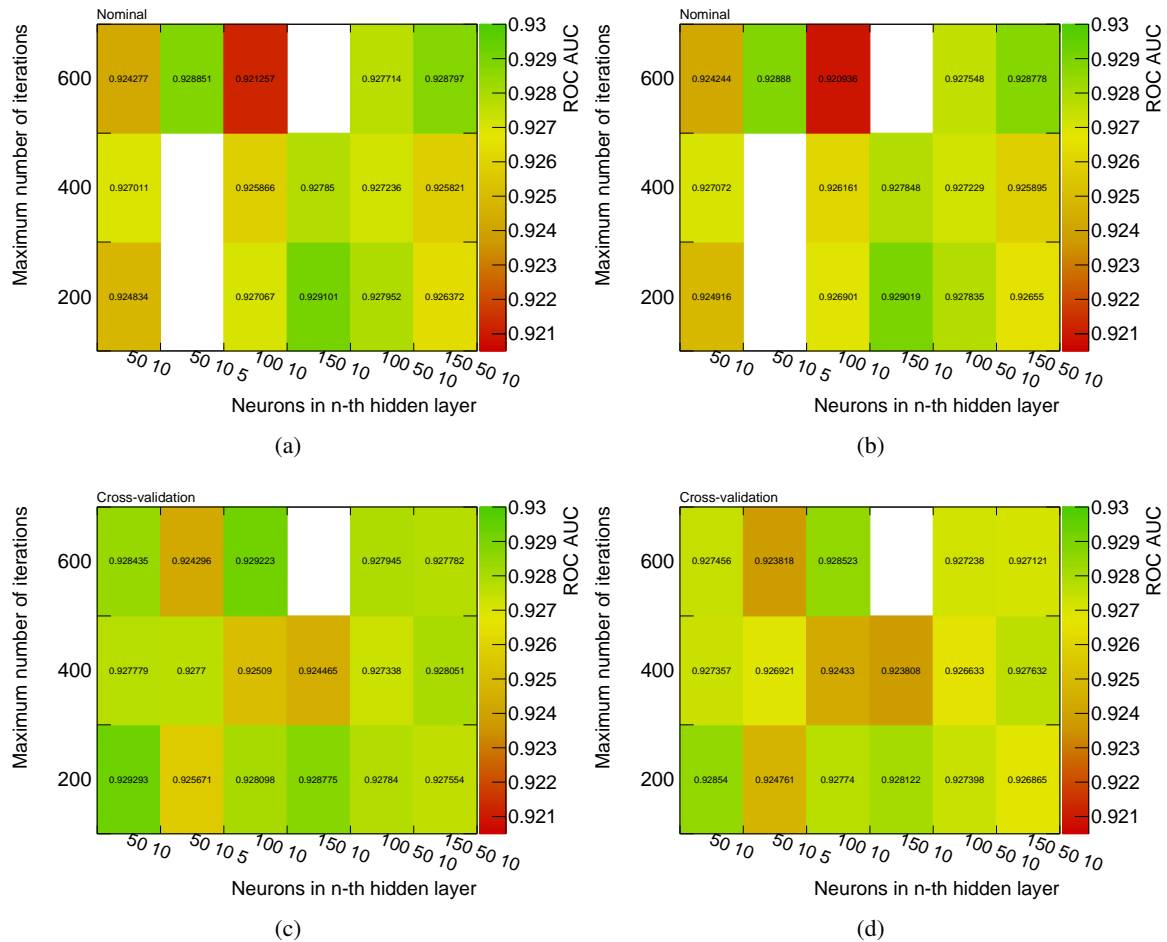 Nominal
Maximum number of iterations
600
400
200
0.924277 0.928851 0.921257 0.927714 0.928797
0.927011 0.925866 0.92785 0.927236 0.925821
0.924834 0.927067 0.929101 0.927952 0.926372
50 10
50 10 5
100 10
150 10
100 50 10
150 50 10
Neurons in n-th hidden layer
0.93
0.929
0.928
0.927
0.926
0.925
0.924
0.923
0.922
0.921
ROC AUC
(a)
Nominal
Maximum number of iterations
600
400
200
0.924244 0.92888 0.920936 0.927548 0.928778
0.927072 0.926161 0.927848 0.927229 0.925895
0.924916 0.926901 0.929019 0.927835 0.92655
50 10
50 10 5
100 10
150 10
100 50 10
150 50 10
Neurons in n-th hidden layer
0.93
0.929
0.928
0.927
0.926
0.925
0.924
0.923
0.922
0.921
ROC AUC
(b)
Cross-validation
Maximum number of iterations
600
400
200
0.928435 0.924296 0.929223 0.927945 0.927782
0.927779 0.9277 0.92509 0.924465 0.927338 0.928051
0.929293 0.925671 0.928098 0.928775 0.92784 0.927554
50 10
50 10 5
100 10
150 10
100 50 10
150 50 10
Neurons in n-th hidden layer
0.93
0.929
0.928
0.927
0.926
0.925
0.924
0.923
0.922
0.921
ROC AUC
(c)
Cross-validation
Maximum number of iterations
600
400
200
0.927456 0.923818 0.928523 0.927238 0.927121
0.927357 0.926921 0.92433 0.923808 0.926633 0.927632
0.92854 0.924761 0.92774 0.928122 0.927398 0.926865
50 10
50 10 5
100 10
150 10
100 50 10
150 50 10
Neurons in n-th hidden layer
0.93
0.929
0.928
0.927
0.926
0.925
0.924
0.923
0.922
0.921
ROC AUC
(d)